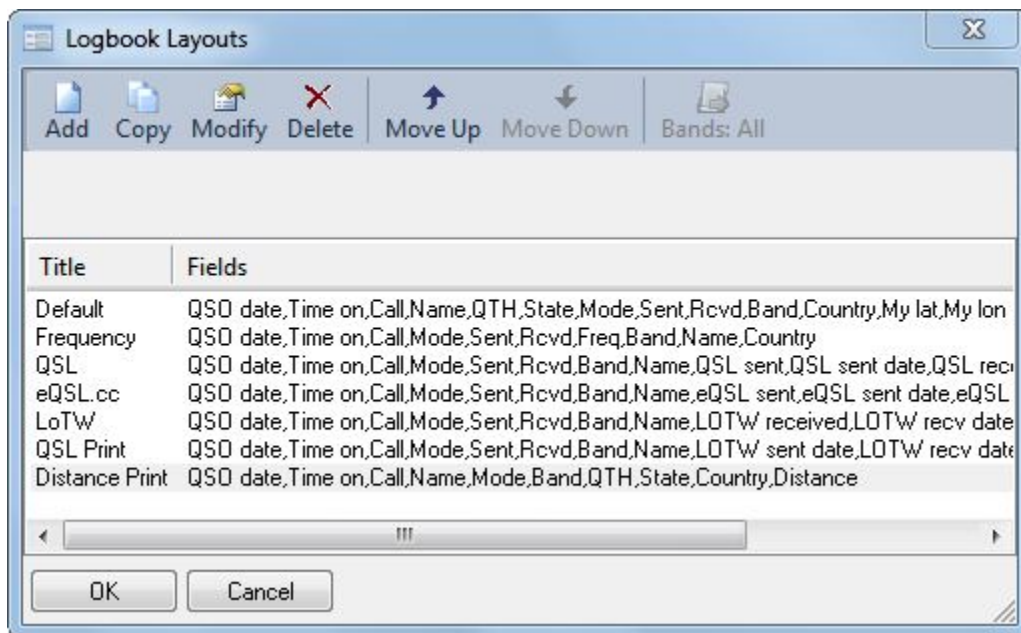 Logbook Layouts
Add Copy Modify Delete Move Up Move Down Bands: All
Title Fields
Default QSO date,Time on,Call,Name,QTH,State,Mode,Sent,Rcvd,Band,Country,My lat,My lon
Frequency QSO date,Time on,Call,Mode,Sent,Rcvd,Freq,Band,Name,Country
QSL QSO date,Time on,Call,Mode,Sent,Rcvd,Band,Name,QSL sent,QSL sent date,QSL rec
eQSL.cc QSO date,Time on,Call,Mode,Sent,Rcvd,Band,Name,eQSL sent,eQSL sent date,eQSL
LoTW QSO date,Time on,Call,Mode,Sent,Rcvd,Band,Name,LOTW received,LOTW recv date
QSL Print QSO date,Time on,Call,Mode,Sent,Rcvd,Band,Name,LOTW sent date,LOTW recv date
Distance Print QSO date,Time on,Call,Name,Mode,Band,QTH,State,Country,Distance
OK Cancel